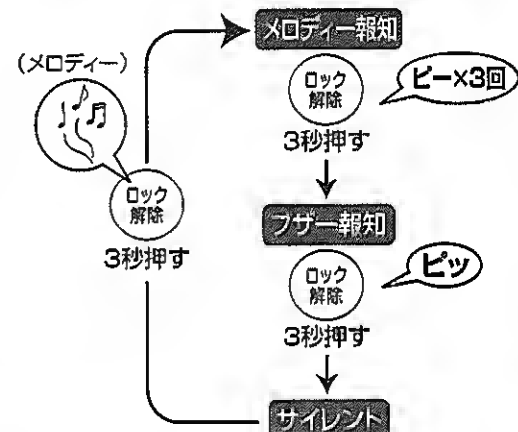 メロディー報知
(メロディー)
ロック
解除
ピー×3回
3秒押す
ロック
解除
3秒押す
ブザー報知
ロック
解除
ピッ
3秒押す
サイレント